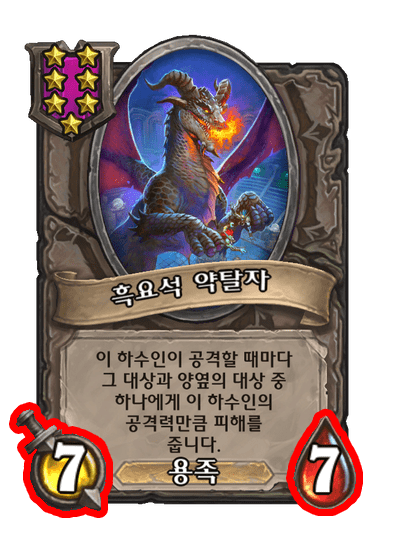 흑요석 약탈자
이 하수인이 공격할 때마다
그 대상과 양옆의 대상 중
하나에게 이 하수인의
공격력만큼 피해를
줍니다.
7
용족
7